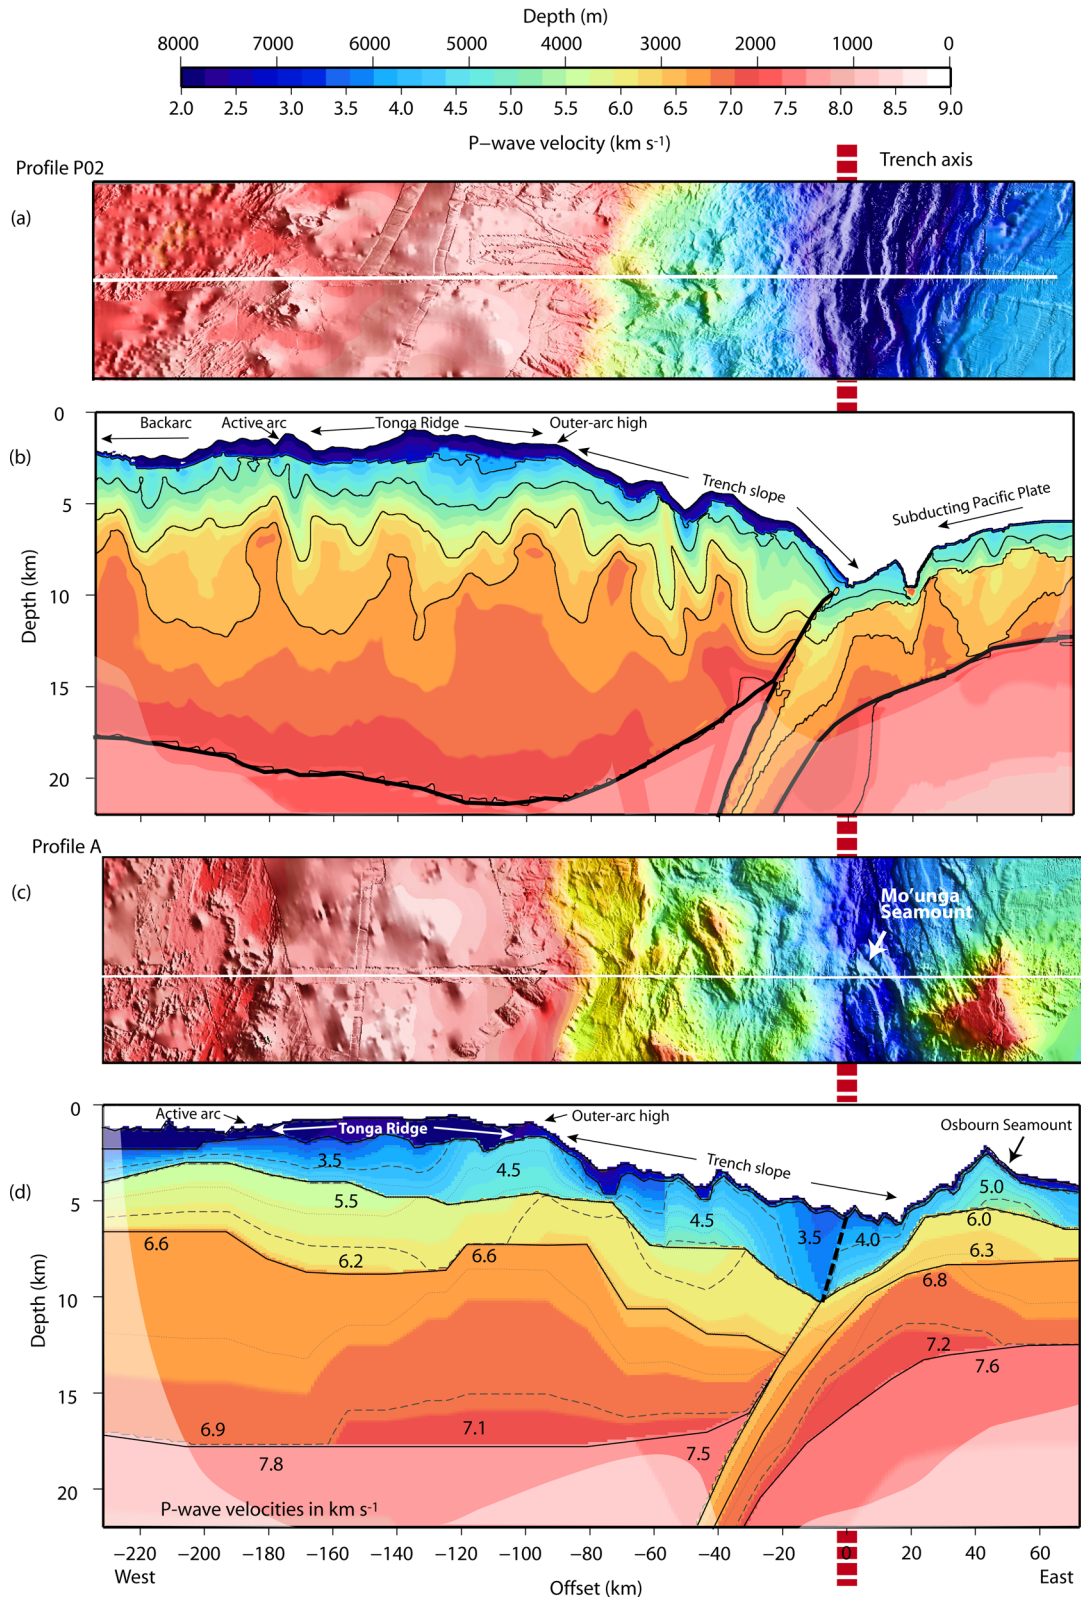 Depth (m)
8000 7000 6000 5000 4000 3000 2000 1000 0
2.0 2.5 3.0 3.5 4.0 4.5 5.0 5.5 6.0 6.5 7.0 7.5 8.0 8.5 9.0
P–wave velocity (km s-1)
Profile P02
Trench axis
(a)
0
Backarc Active arc Tonga Ridge Outer-arc high
(b)
Trench slope
Subducting Pacific Plate
5
10
15
20
Depth (km)
Profile A
(c)
Mo'unga
Seamount
0
Active arc Tonga Ridge Outer-arc high
Osbourn Seamount
Trench slope
(d)
3.5 4.5 5.0
5
5.5 4.5 3.5 4.0 6.0
6.6 6.2 6.6 6.3
6.8
10
7.2
7.6
15
6.9 7.1
7.8 7.5
20
P-wave velocities in km s-1
Depth (km)
−220 −200 −180 −160 −140 −120 −100 −80 −60 −40 −20 0 20 40 60
West Offset (km) East